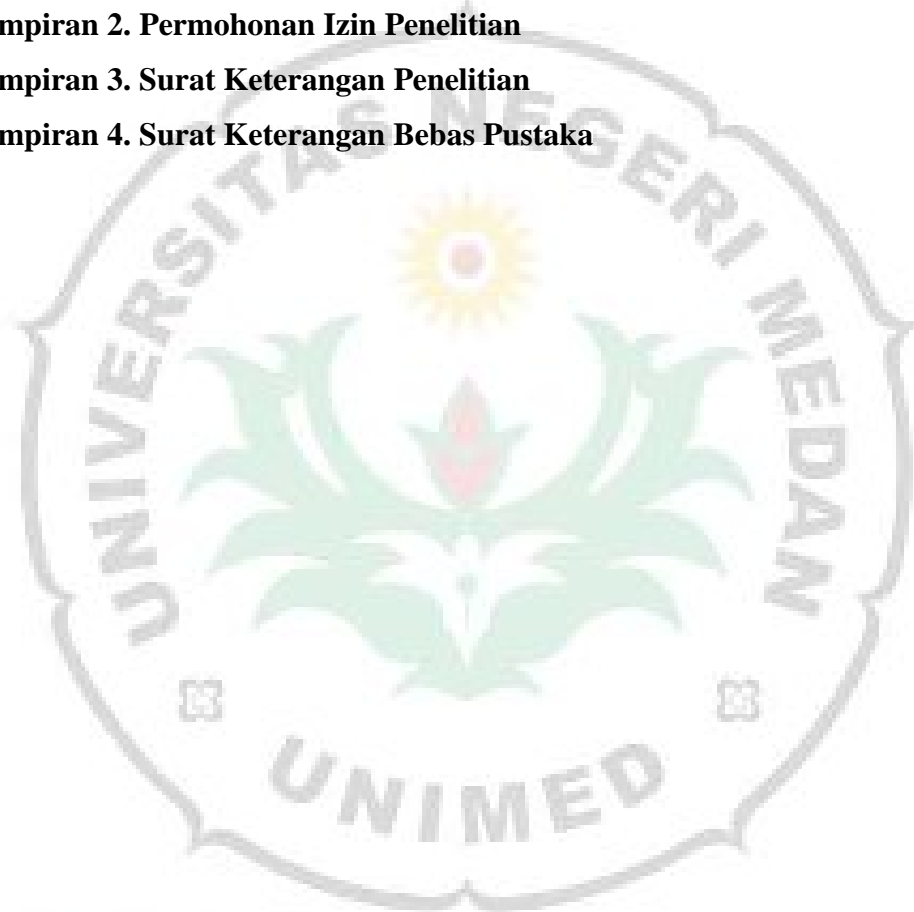 mpiran 2. Permohonan Izin Penelitian
mpiran 3. Surat Keterangan Penelitian
mpiran 4. Surat Keterangan Bebas Pustaka
UNIVERSITAS NEGERI MEDAN
UNIMED